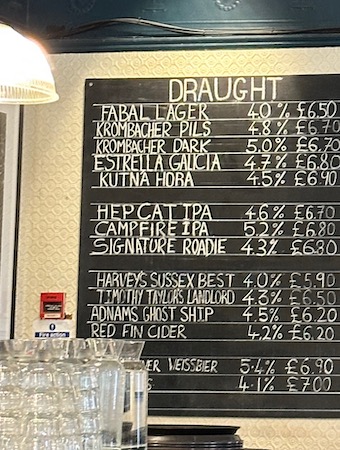 DRAUGHT
FABAL LAGER 4.0% £6.50
KROMBACHER PILS 4.8% £6.70
KROMBACHER DARK 5.0% £6.70
ESTRELLA GALICIA 4.7% £6.80
KUTNA HORA 4.5% £6.90
HEPCAT IPA 4.6% £6.70
CAMPFIRE IPA 5.2% £6.80
SIGNATURE ROADIE 4.3% £6.80
HARVEY'S SUSSEX BEST 4.0% £5.90
TIMOTHY TAYLOR'S LANDLORD 4.3% £6.50
ADNAMS GHOST SHIP 4.5% £6.20
RED FIN CIDER 4.2% £6.20
Fire action
ER WEISSBIER 5.4% £6.90
S 4.1% £7.00